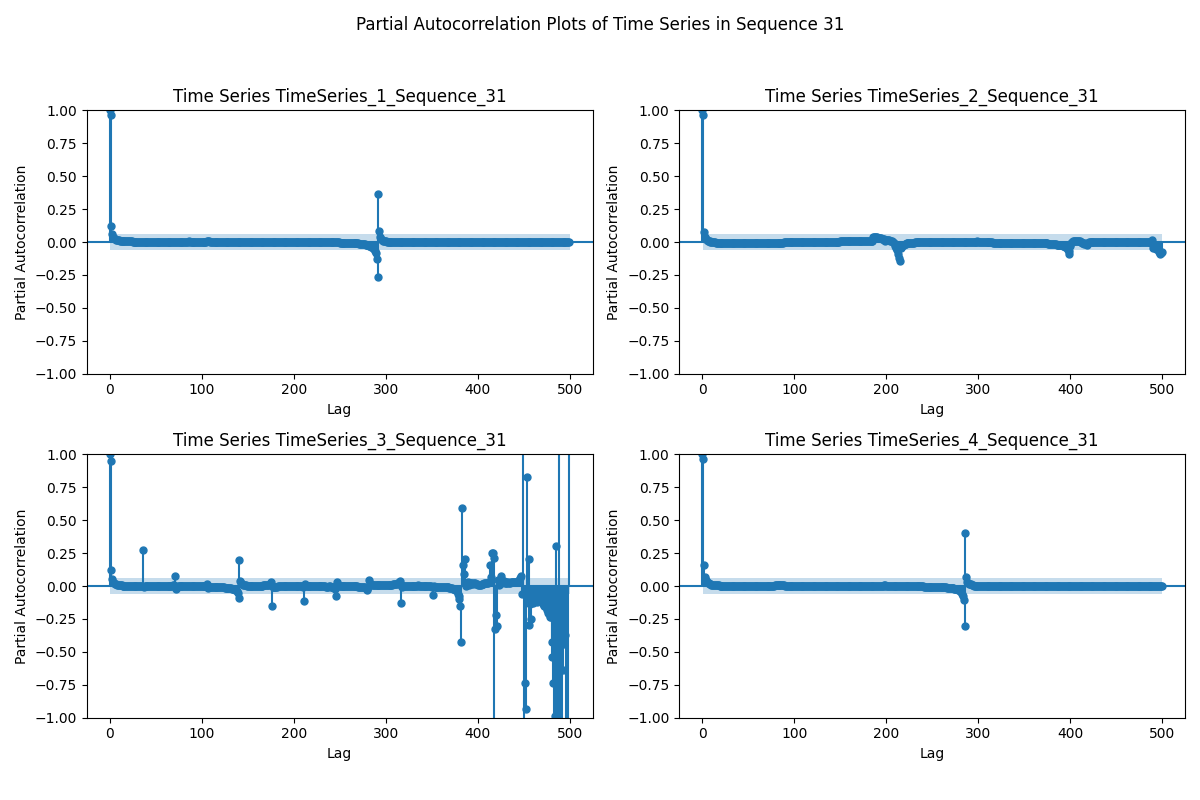 Partial Autocorrelation Plots of Time Series in Sequence 31
Time Series TimeSeries_1_Sequence_31
Partial Autocorrelation
1.00
0.75
0.50
0.25
0.00
−0.25
−0.50
−0.75
−1.00
0 100 200 300 400 500
Lag
Time Series TimeSeries_2_Sequence_31
Partial Autocorrelation
1.00
0.75
0.50
0.25
0.00
−0.25
−0.50
−0.75
−1.00
0 100 200 300 400 500
Lag
Time Series TimeSeries_3_Sequence_31
Partial Autocorrelation
1.00
0.75
0.50
0.25
0.00
−0.25
−0.50
−0.75
−1.00
0 100 200 300 400 500
Lag
Time Series TimeSeries_4_Sequence_31
Partial Autocorrelation
1.00
0.75
0.50
0.25
0.00
−0.25
−0.50
−0.75
−1.00
0 100 200 300 400 500
Lag